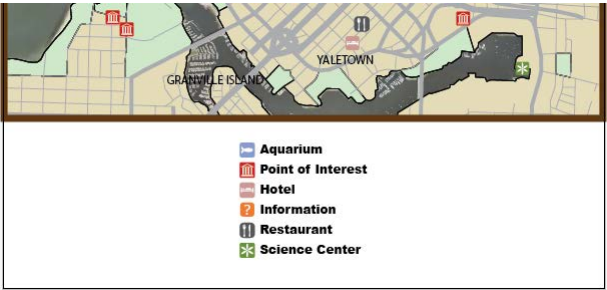 YALETOWN
GRANVILLE ISLAND
Aquarium
Point of Interest
Hotel
? Information
Restaurant
Science Center